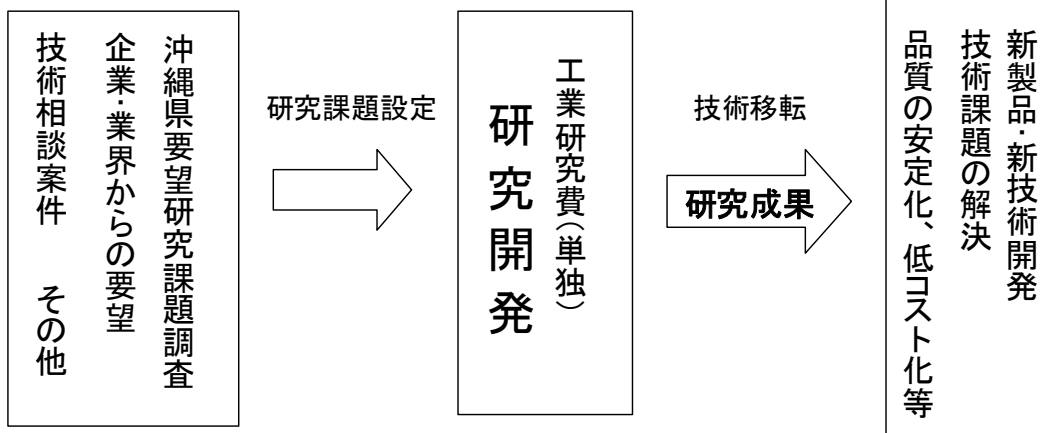 沖縄県要望研究課題調査
企業・業界からの要望
技術相談案件　その他
研究課題設定
工業研究費(単独)
研究開発
技術移転
研究成果
新製品・新技術開発
技術課題の解決
品質の安定化、低コスト化等